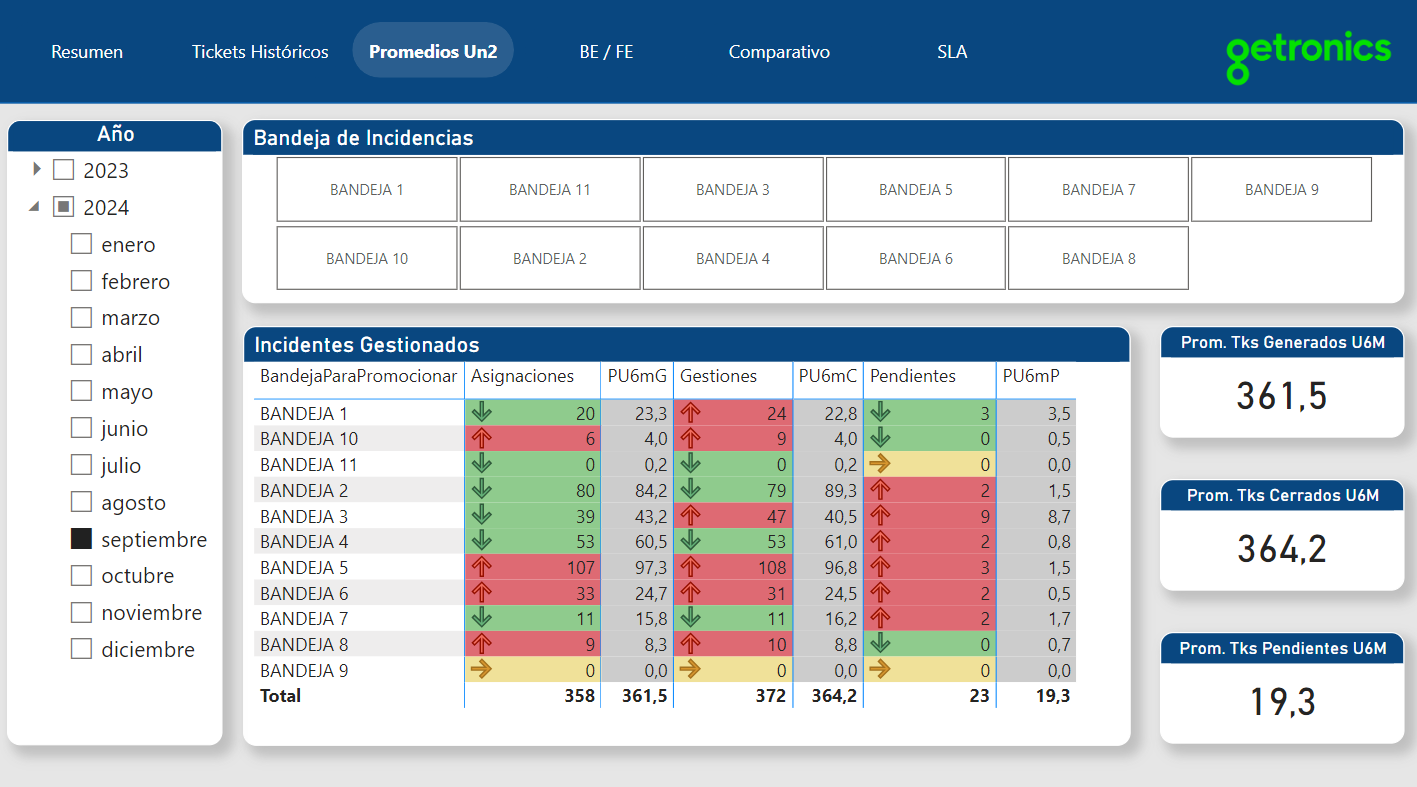 Resumen Tickets Históricos Promedios Un2 BE / FE Comparativo SLA getronics
Año
2023
2024
enero
febrero
marzo
abril
mayo
junio
julio
agosto
septiembre
octubre
noviembre
diciembre
Bandeja de Incidencias
BANDEJA 1 BANDEJA 11 BANDEJA 3 BANDEJA 5 BANDEJA 7 BANDEJA 9
BANDEJA 10 BANDEJA 2 BANDEJA 4 BANDEJA 6 BANDEJA 8
Incidentes Gestionados
BandejaParaPromocionar Asignaciones PU6mG Gestiones PU6mC Pendientes PU6mP
BANDEJA 1 20 23,3 24 22,8 3 3,5
BANDEJA 10 6 4,0 9 4,0 0 0,5
BANDEJA 11 0 0,2 0 0,2 0 0,0
BANDEJA 2 80 84,2 79 89,3 2 1,5
BANDEJA 3 39 43,2 47 40,5 9 8,7
BANDEJA 4 53 60,5 53 61,0 2 0,8
BANDEJA 5 107 97,3 108 96,8 3 1,5
BANDEJA 6 33 24,7 31 24,5 2 0,5
BANDEJA 7 11 15,8 11 16,2 2 1,7
BANDEJA 8 9 8,3 10 8,8 0 0,7
BANDEJA 9 0 0,0 0 0,0 0 0,0
Total 358 361,5 372 364,2 23 19,3
Prom. Tks Generados U6M
361,5
Prom. Tks Cerrados U6M
364,2
Prom. Tks Pendientes U6M
19,3